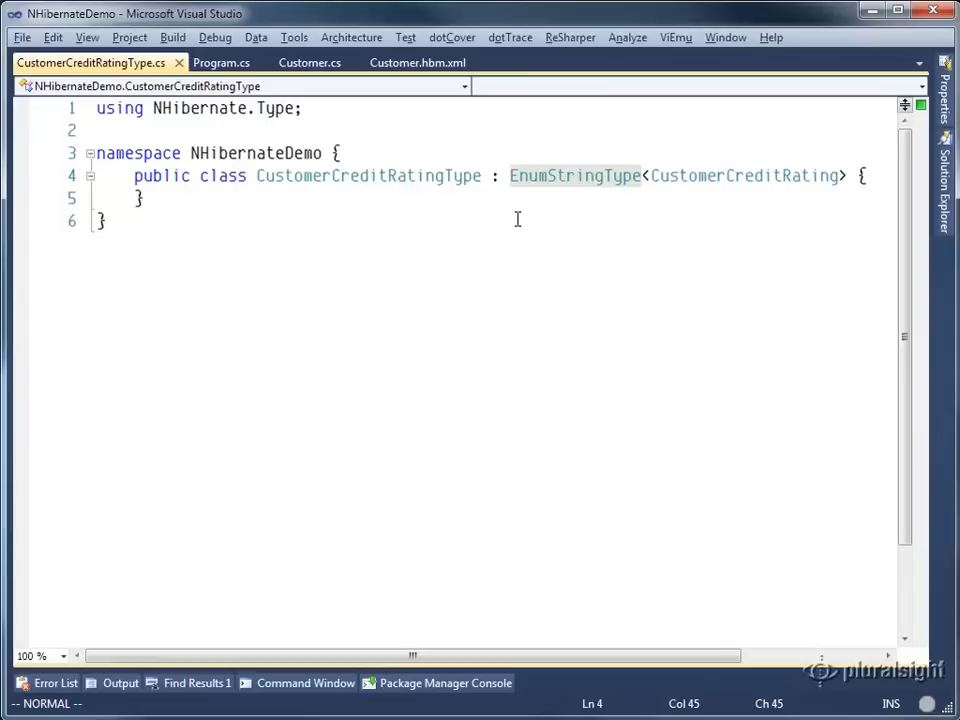 NHibernateDemo - Microsoft Visual Studio
File Edit View Project Build Debug Data Tools Architecture Test dotCover dotTrace ReSharper Analyze ViEmu Window Help
CustomerCreditRatingType.cs Program.cs Customer.cs Customer.hbm.xml
NHibernateDemo.CustomerCreditRatingType
1 using NHibernate.Type;
2
3 namespace NHibernateDemo {
4 public class CustomerCreditRatingType : EnumStringType<CustomerCreditRating> {
5 }
6 }
Properties
Solution Explorer
100 %
pluralsight
Error List Output Find Results 1 Command Window Package Manager Console
-- NORMAL -- Ln 4 Col 45 Ch 45 INS